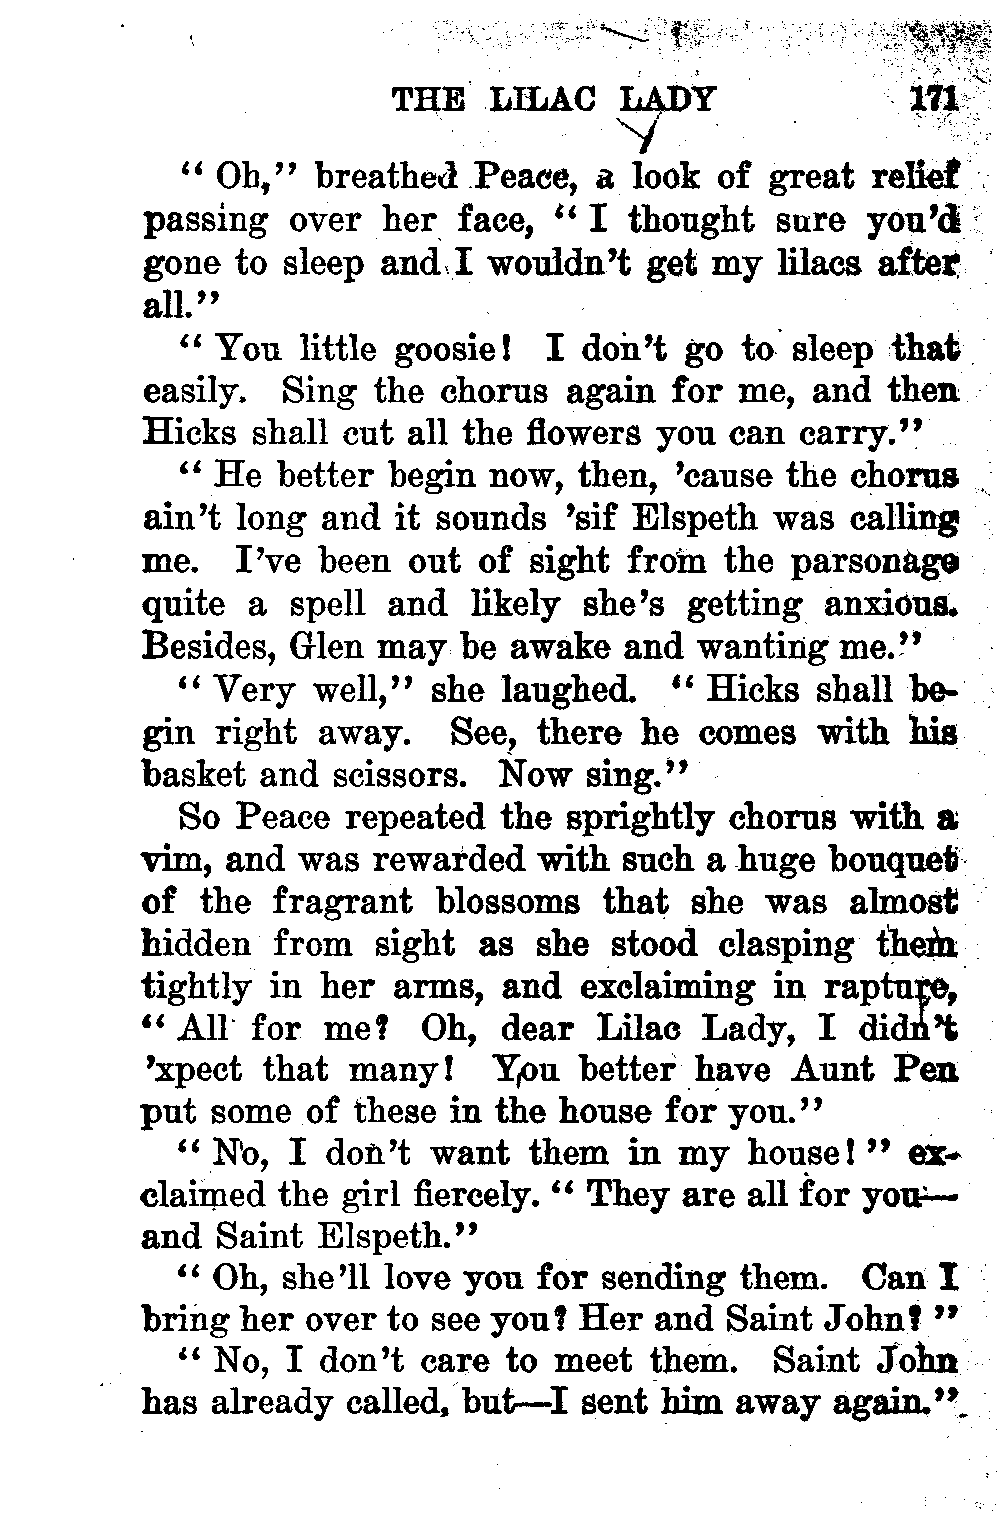 THE LILAC LADY 171
“ Oh,” breathed Peace, a look of great relief
passing over her face, “ I thought sure you’d
gone to sleep and I wouldn’t get my lilacs after
all.”
“ You little goosie! I don’t go to sleep that
easily. Sing the chorus again for me, and then
Hicks shall cut all the flowers you can carry.”
“ He better begin now, then, ’cause the chorus
ain’t long and it sounds ’sif Elspeth was calling
me. I’ve been out of sight from the parsonage
quite a spell and likely she’s getting anxious.
Besides, Glen may be awake and wanting me.”
“ Very well,” she laughed. “ Hicks shall be-
gin right away. See, there he comes with his
basket and scissors. Now sing.”
So Peace repeated the sprightly chorus with a
vim, and was rewarded with such a huge bouquet
of the fragrant blossoms that she was almost
hidden from sight as she stood clasping them
tightly in her arms, and exclaiming in rapture,
“ All for me? Oh, dear Lilac Lady, I didn’t
’xpect that many! You better have Aunt Pen
put some of these in the house for you.”
“ No, I don’t want them in my house! ” ex-
claimed the girl fiercely. “ They are all for you—
and Saint Elspeth.”
“ Oh, she’ll love you for sending them. Can I
bring her over to see you? Her and Saint John? ”
“ No, I don’t care to meet them. Saint John
has already called, but—I sent him away again.”